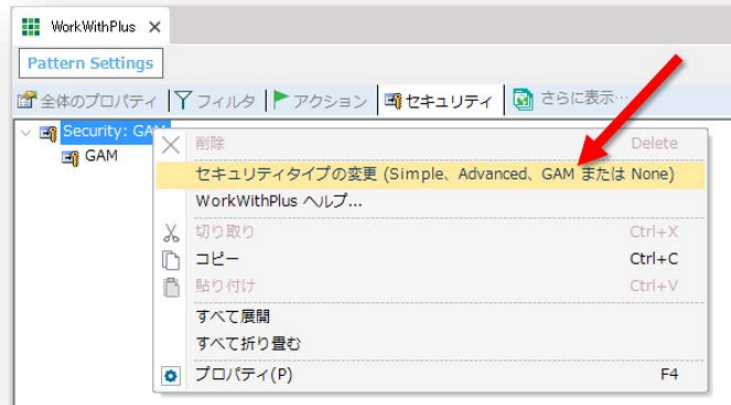 WorkWithPlus
Pattern Settings
全体のプロパティ フィルタ アクション セキュリティ さらに表示…
Security: GAM
GAM
削除 Delete
セキュリティタイプの変更 (Simple、Advanced、GAM または None)
WorkWithPlus ヘルプ...
切り取り Ctrl+X
コピー Ctrl+C
貼り付け Ctrl+V
すべて展開
すべて折り畳む
プロパティ(P) F4